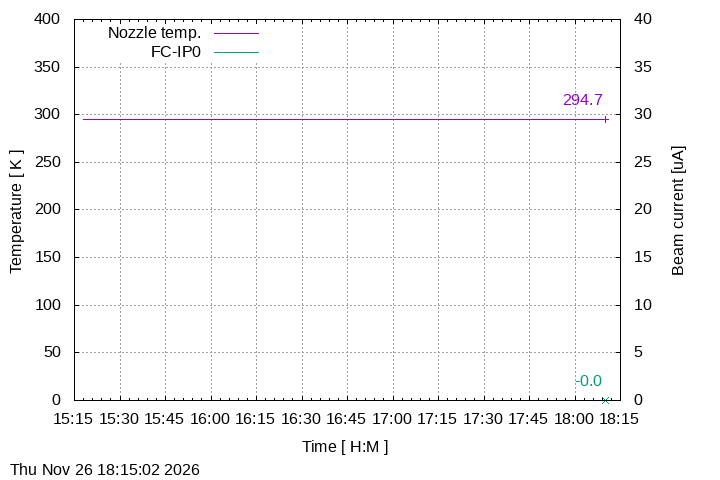 Nozzle temp.
FC-IP0
400
350
300
250
200
150
100
50
0
Temperature [ K ]
40
35
30
25
20
15
10
5
0
Beam current [uA]
294.7
-0.0
15:15 15:30 15:45 16:00 16:15 16:30 16:45 17:00 17:15 17:30 17:45 18:00 18:15
Time [ H:M ]
Thu Nov 26 18:15:02 2026